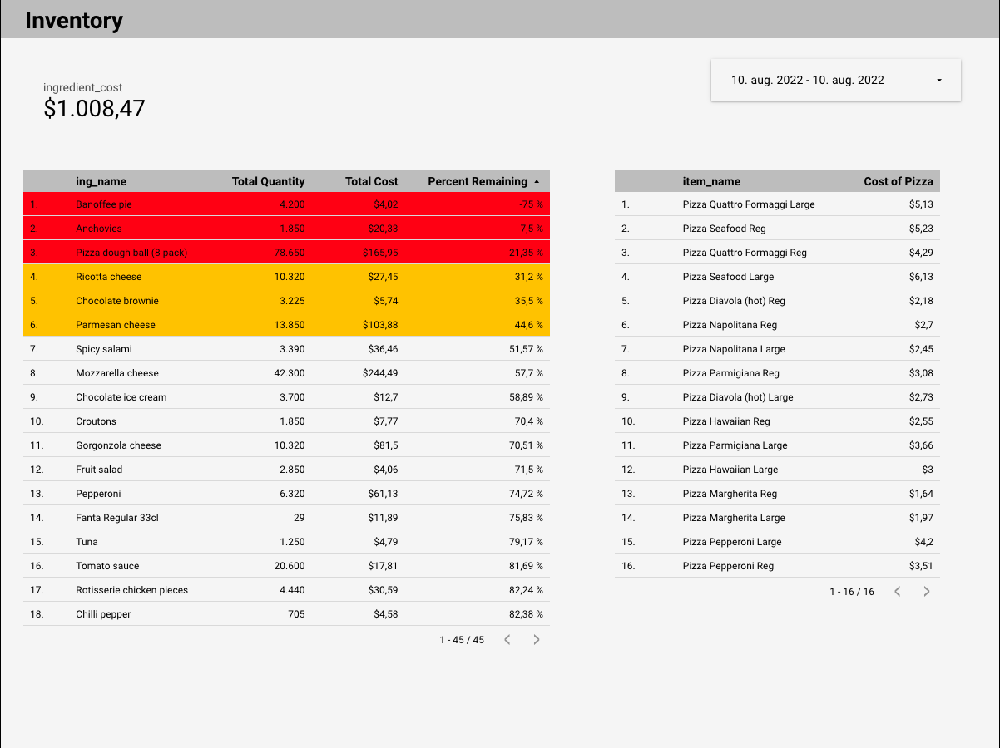 Inventory
ingredient_cost
$1.008,47
10. aug. 2022 - 10. aug. 2022
ing_name Total Quantity Total Cost Percent Remaining
1. Banoffee pie 4.200 $4,02 -75 %
2. Anchovies 1.850 $20,33 7,5 %
3. Pizza dough ball (8 pack) 78.650 $165,95 21,35 %
4. Ricotta cheese 10.320 $27,45 31,2 %
5. Chocolate brownie 3.225 $5,74 35,5 %
6. Parmesan cheese 13.850 $103,88 44,6 %
7. Spicy salami 3.390 $36,46 51,57 %
8. Mozzarella cheese 42.300 $244,49 57,7 %
9. Chocolate ice cream 3.700 $12,7 58,89 %
10. Croutons 1.850 $7,77 70,4 %
11. Gorgonzola cheese 10.320 $81,5 70,51 %
12. Fruit salad 2.850 $4,06 71,5 %
13. Pepperoni 6.320 $61,13 74,72 %
14. Fanta Regular 33cl 29 $11,89 75,83 %
15. Tuna 1.250 $4,79 79,17 %
16. Tomato sauce 20.600 $17,81 81,69 %
17. Rotisserie chicken pieces 4.440 $30,59 82,24 %
18. Chilli pepper 705 $4,58 82,38 %
1 - 45 / 45
item_name Cost of Pizza
1. Pizza Quattro Formaggi Large $5,13
2. Pizza Seafood Reg $5,23
3. Pizza Quattro Formaggi Reg $4,29
4. Pizza Seafood Large $6,13
5. Pizza Diavola (hot) Reg $2,18
6. Pizza Napolitana Reg $2,7
7. Pizza Napolitana Large $2,45
8. Pizza Parmigiana Reg $3,08
9. Pizza Diavola (hot) Large $2,73
10. Pizza Hawaiian Reg $2,55
11. Pizza Parmigiana Large $3,66
12. Pizza Hawaiian Large $3
13. Pizza Margherita Reg $1,64
14. Pizza Margherita Large $1,97
15. Pizza Pepperoni Large $4,2
16. Pizza Pepperoni Reg $3,51
1 - 16 / 16